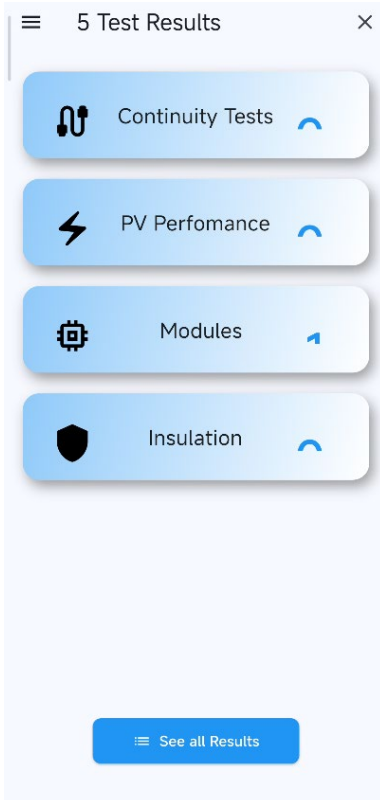 5 Test Results
Continuity Tests
PV Perfomance
Modules
Insulation
See all Results